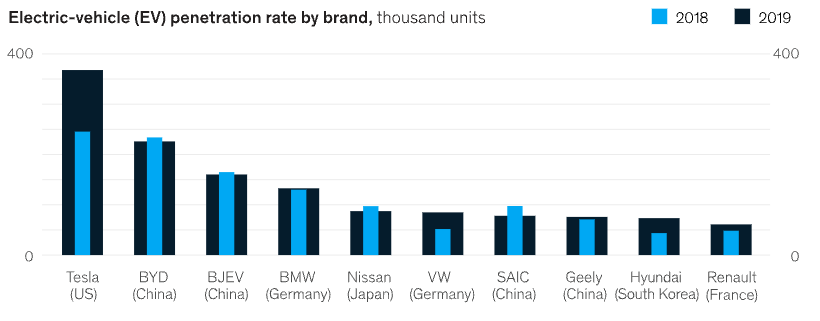 Electric-vehicle (EV) penetration rate by brand, thousand units
2018 2019
400 400
0 0
Tesla BYD BJEV BMW Nissan VW SAIC Geely Hyundai Renault
(US) (China) (China) (Germany) (Japan) (Germany) (China) (China) (South Korea) (France)